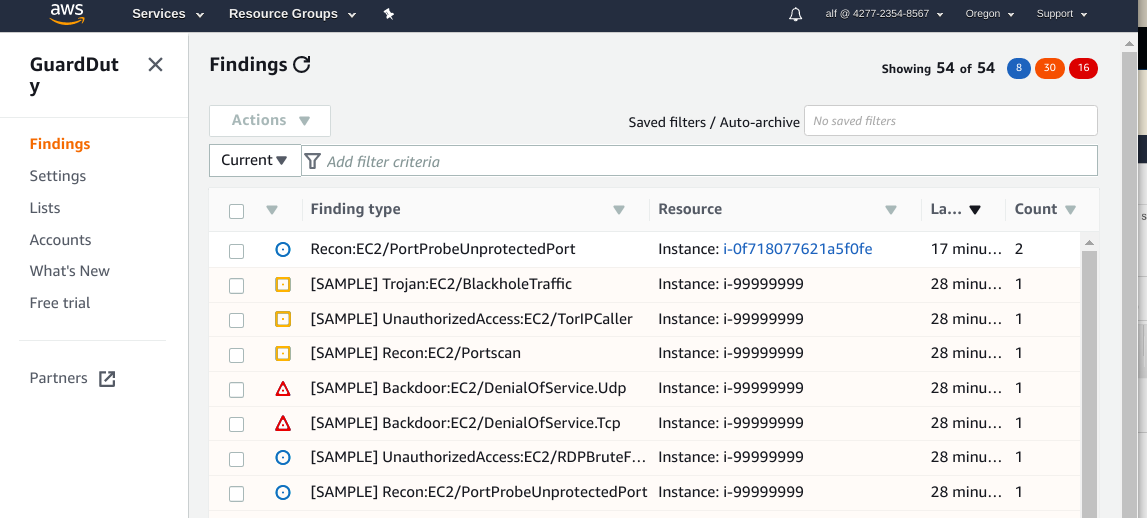 aws Services Resource Groups alf @ 4277-2354-8567 Oregon Support
GuardDut
y
Findings
Settings
Lists
Accounts
What's New
Free trial
Partners
Findings
Showing 54 of 54 8 30 16
Actions
Saved filters / Auto-archive No saved filters
Current Add filter criteria
Finding type Resource La... Count
Recon:EC2/PortProbeUnprotectedPort Instance: i-0f718077621a5f0fe 17 minu... 2
[SAMPLE] Trojan:EC2/BlackholeTraffic Instance: i-99999999 28 minu... 1
[SAMPLE] UnauthorizedAccess:EC2/TorIPCaller Instance: i-99999999 28 minu... 1
[SAMPLE] Recon:EC2/Portscan Instance: i-99999999 28 minu... 1
[SAMPLE] Backdoor:EC2/DenialOfService.Udp Instance: i-99999999 28 minu... 1
[SAMPLE] Backdoor:EC2/DenialOfService.Tcp Instance: i-99999999 28 minu... 1
[SAMPLE] UnauthorizedAccess:EC2/RDPBruteF... Instance: i-99999999 28 minu... 1
[SAMPLE] Recon:EC2/PortProbeUnprotectedPort Instance: i-99999999 28 minu... 1